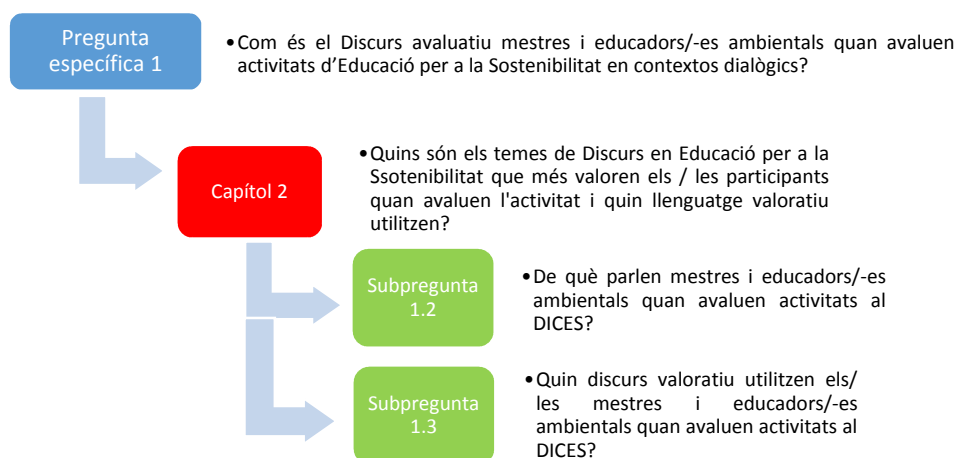 Pregunta
específica 1
•Com és el Discurs avaluatiu mestres i educadors/-es ambientals quan avaluen
activitats d'Educació per a la Sostenibilitat en contextos dialògics?
Capítol 2
•Quins són els temes de Discurs en Educació per a la
Ssotenibilitat que més valoren els / les participants
quan avaluen l'activitat i quin llenguatge valoratiu
utilitzen?
Subpregunta
1.2
•De què parlen mestres i educadors/-es
ambientals quan avaluen activitats al
DICES?
Subpregunta
1.3
•Quin discurs valoratiu utilitzen els/
les mestres i educadors/-es
ambientals quan avaluen activitats al
DICES?